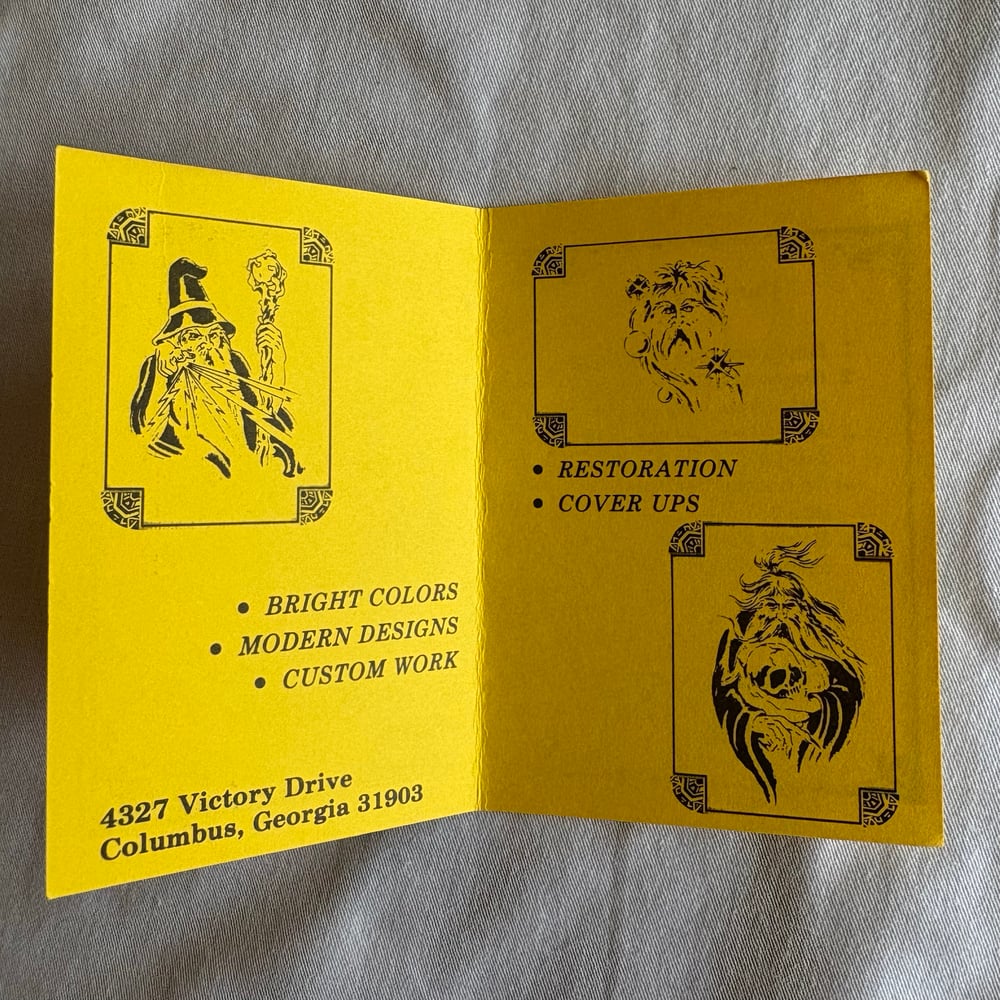 • BRIGHT COLORS
• MODERN DESIGNS
• CUSTOM WORK
4327 Victory Drive
Columbus, Georgia 31903
• RESTORATION
• COVER UPS